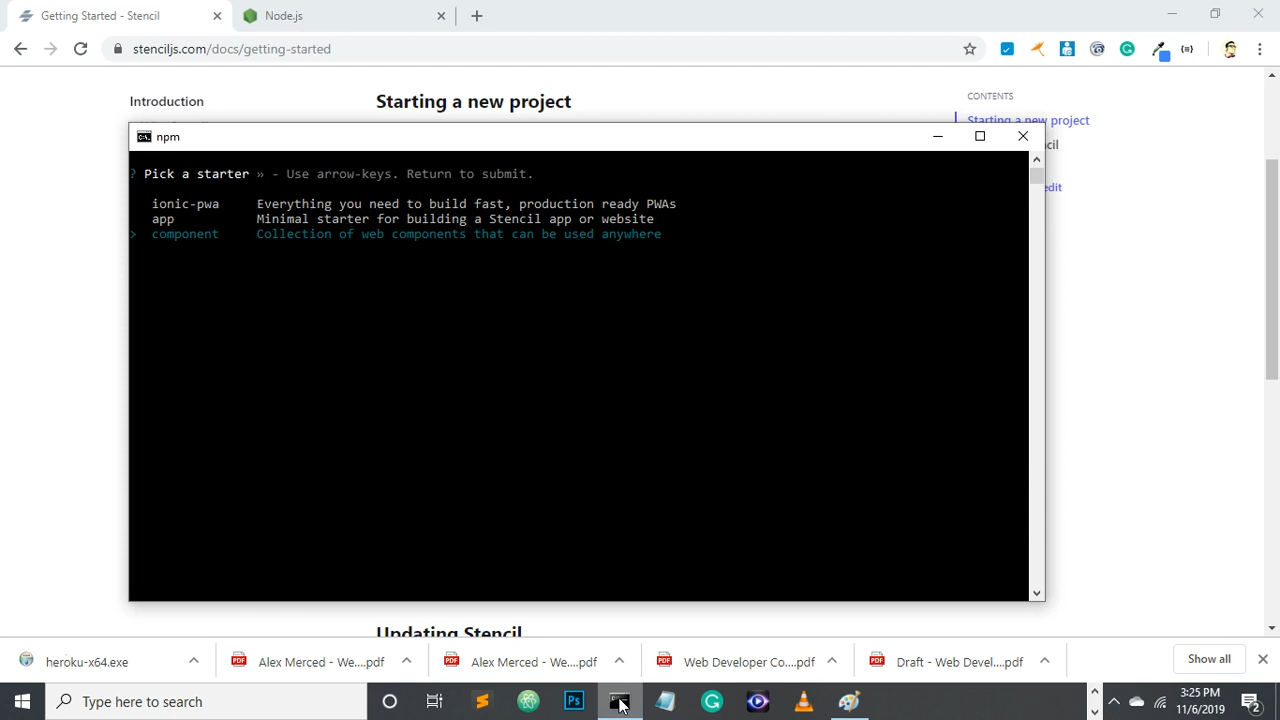 Getting Started - Stencil
Node.js
stenciljs.com/docs/getting-started
Introduction
Starting a new project
CONTENTS
Starting a new project
cil
edit
npm
? Pick a starter » - Use arrow-keys. Return to submit.
ionic-pwa Everything you need to build fast, production ready PWAs
app Minimal starter for building a Stencil app or website
> component Collection of web components that can be used anywhere
Updating Stencil
heroku-x64.exe
Alex Merced - We....pdf
Alex Merced - We....pdf
Web Developer Co....pdf
Draft - Web Devel....pdf
Show all
Type here to search
Ps
3:25 PM
11/6/2019
2